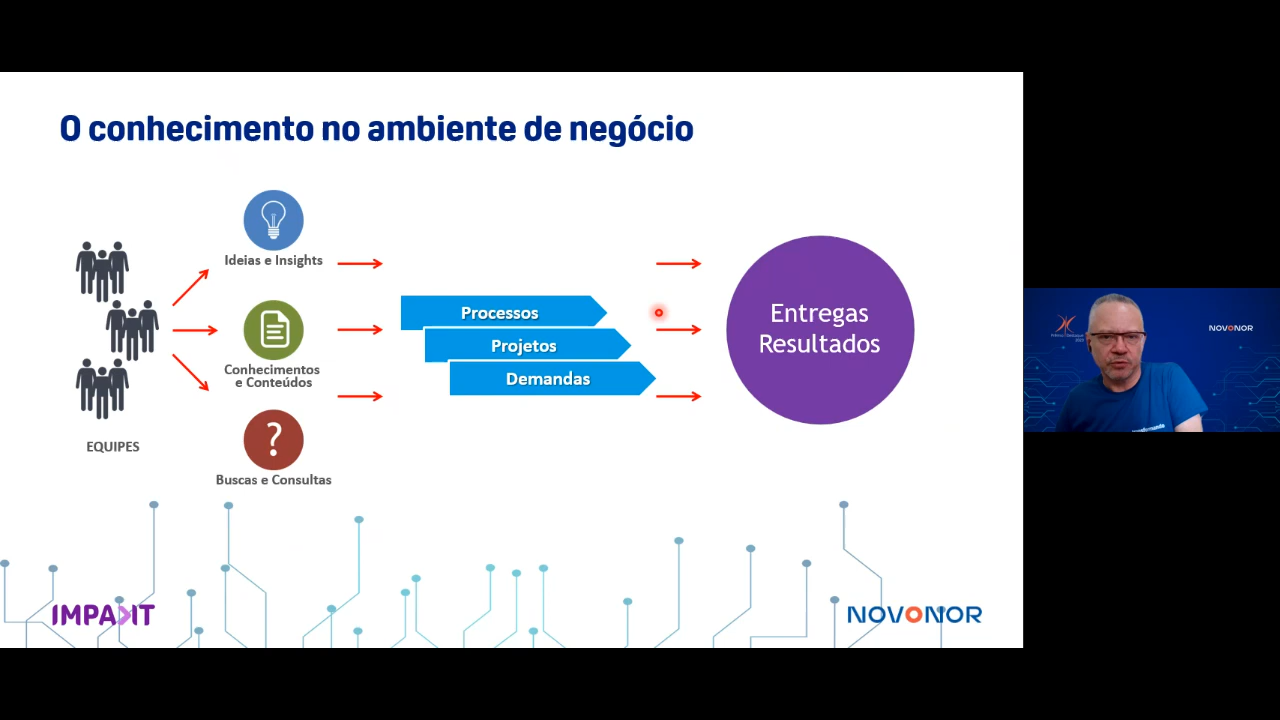 O conhecimento no ambiente de negócio
Ideias e Insights
Conhecimentos
e Conteúdos
Buscas e Consultas
EQUIPES
Processos
Projetos
Demandas
Entregas
Resultados
IMPAKIT
NOVONOR
NOVONOR